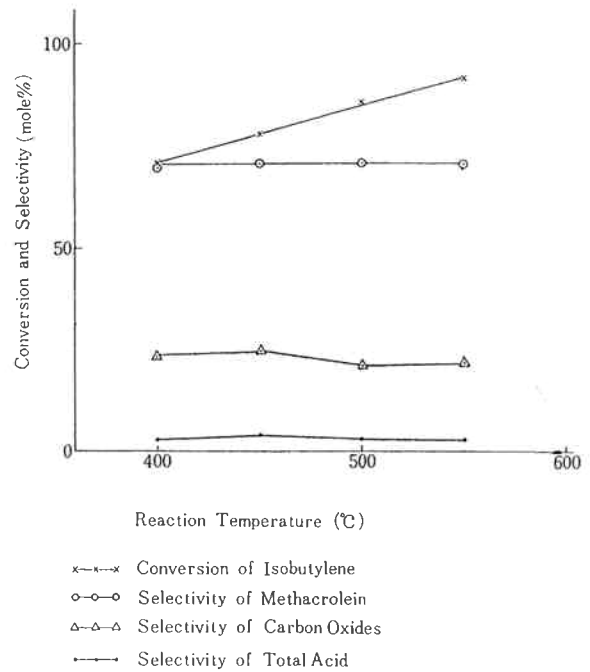 100
50
0
400
500
600
Conversion and Selectivity (mole%)
Reaction Temperature (℃)
Conversion of Isobutylene
Selectivity of Methacrolein
Selectivity of Carbon Oxides
Selectivity of Total Acid